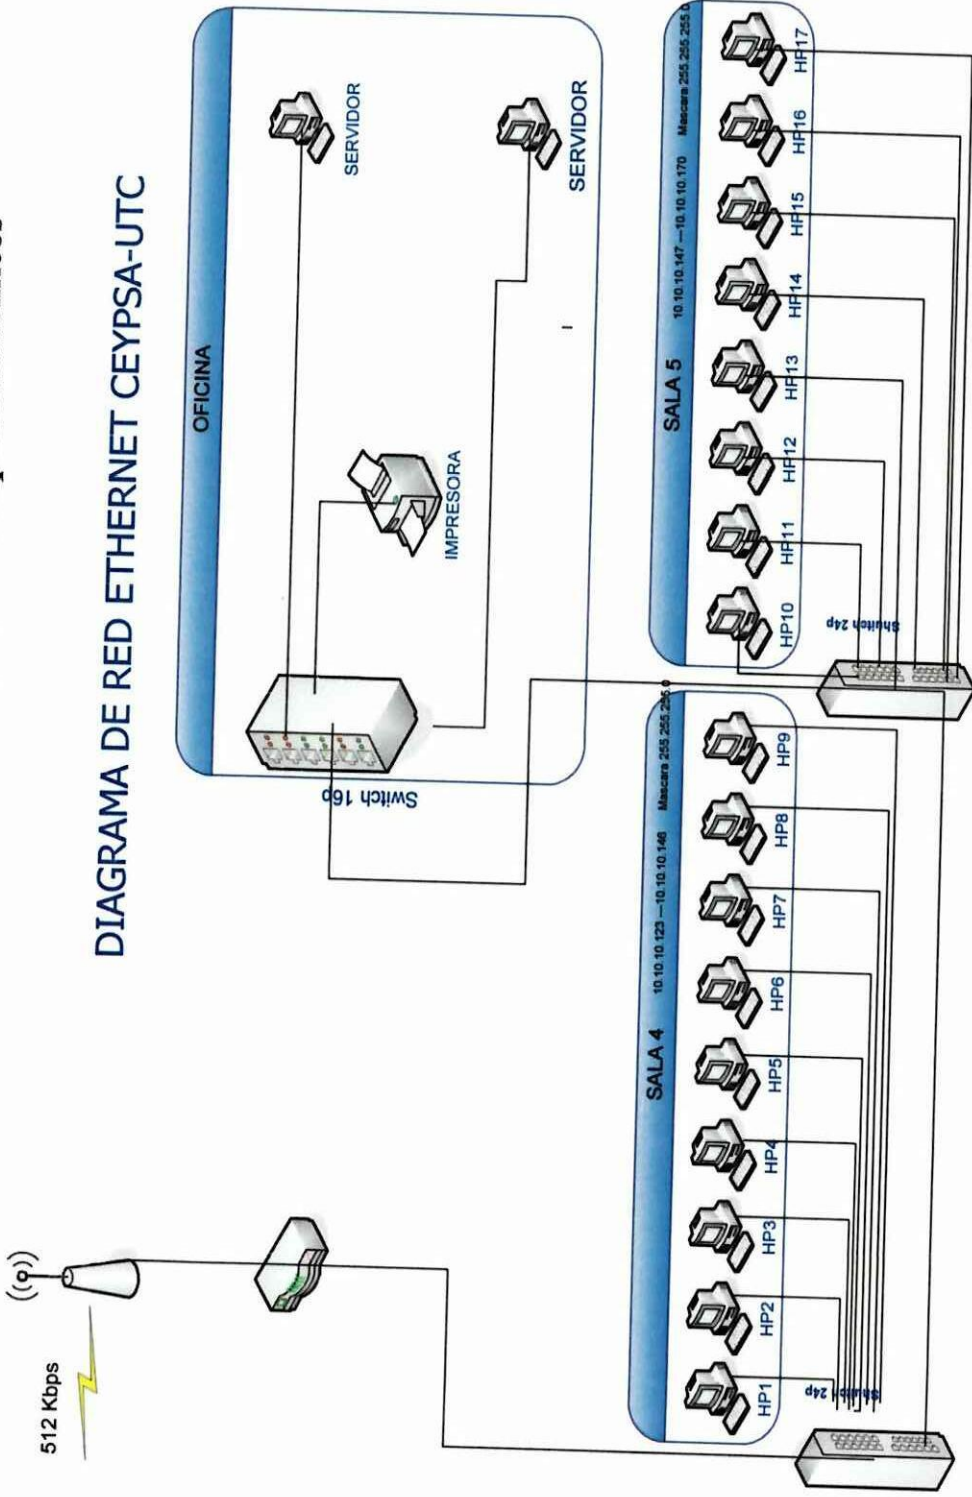 DIAGRAMA DE RED ETHERNET CEYPSA-UTC
512 Kbps
OFICINA
SERVIDOR
IMPRESORA
SERVIDOR
Switch 16p
SALA 4 10.10.10.123 —10.10.10.146 Mascara 255.255.255.0
HP1
HP2
HP3
HP4
HP5
HP6
HP7
HP8
HP9
Shuitch 24p
SALA 5 10.10.10.147 —10.10.10.170 Mascara 255.255.255.0
HP10
HP11
HP12
HP13
HP14
HP15
HP16
HP17
Shuitch 24p